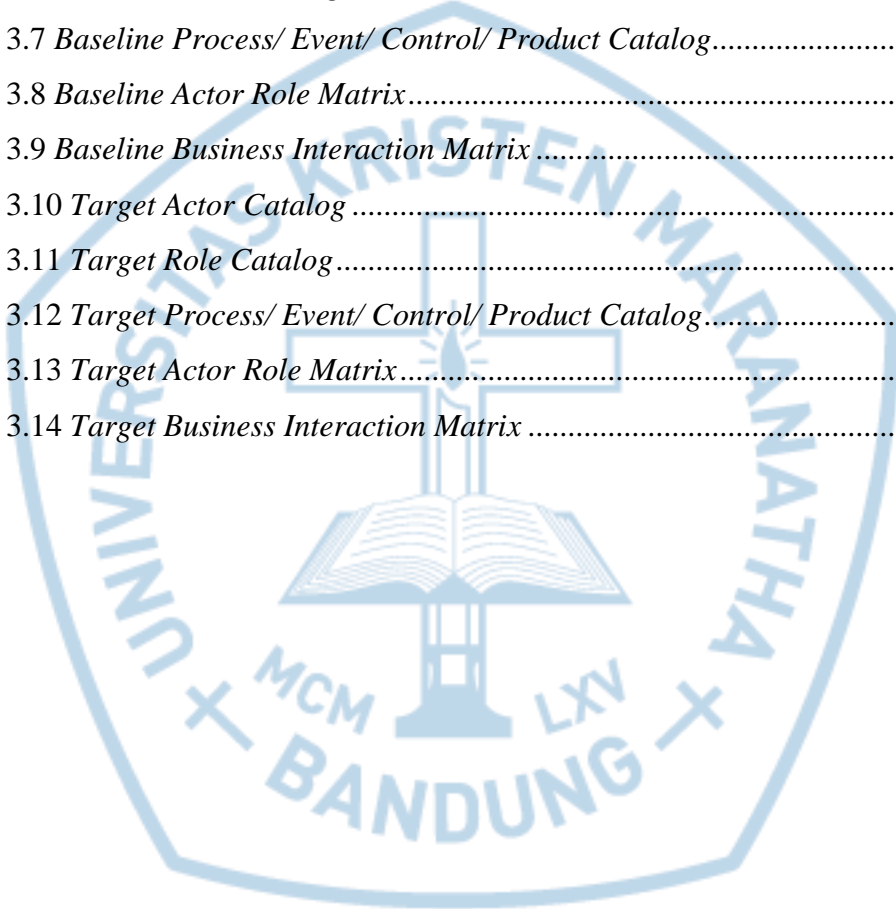 3.7 Baseline Process/ Event/ Control/ Product Catalog.......................
3.8 Baseline Actor Role Matrix.............................................................
3.9 Baseline Business Interaction Matrix ...........................................
3.10 Target Actor Catalog ....................................................................
3.11 Target Role Catalog......................................................................
3.12 Target Process/ Event/ Control/ Product Catalog........................
3.13 Target Actor Role Matrix..............................................................
3.14 Target Business Interaction Matrix .............................................
UNIVERSITAS KRISTEN MARANATHA
MCM LXV
BANDUNG